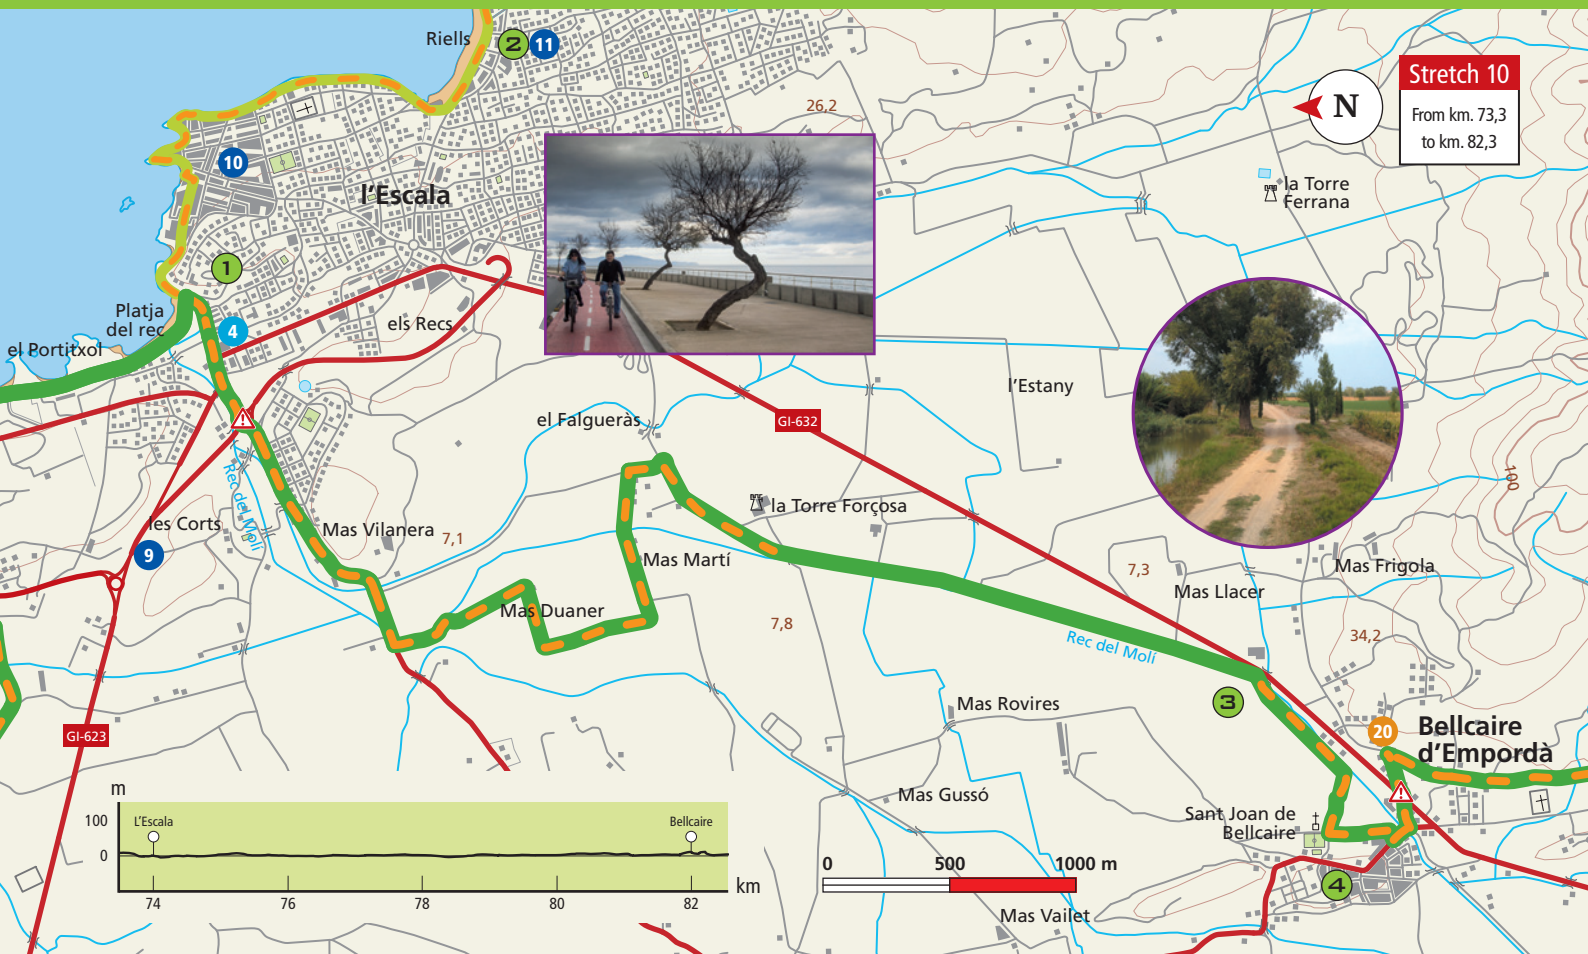 Riells
2
11
26,2
N
Stretch 10
From km. 73,3
to km. 82,3
10
l'Escala
la Torre
Ferrana
1
Platja
del rec
4
els Recs
el Portitxol
l'Estany
el Falgueràs
GI-632
100
Rec del Molí
les Corts
9
Mas Vilanera
7,1
la Torre Forçosa
Mas Martí
7,3
Mas Llacer
Mas Frigola
Mas Duaner
7,8
34,2
Rec del Molí
3
Mas Rovires
20
Bellcaire
d'Empordà
GI-623
Mas Gussó
Sant Joan de
Bellcaire
4
m
100
0
L'Escala
Bellcaire
km
74
76
78
80
82
0
500
1000 m
Mas Vailet